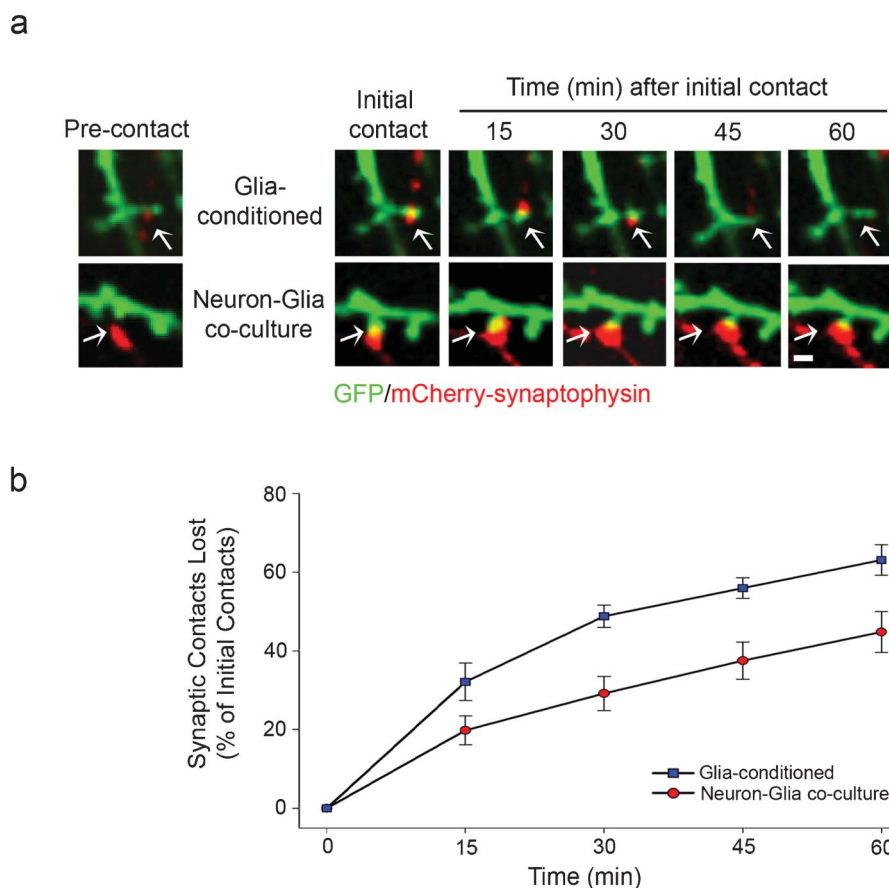 a
Pre-contact
Initial
contact
Time (min) after initial contact
15 30 45 60
Glia-
conditioned
Neuron-Glia
co-culture
GFP/mCherry-synaptophysin
b
Synaptic Contacts Lost
(% of Initial Contacts)
80
60
40
20
0
Glia-conditioned
Neuron-Glia co-culture
0 15 30 45 60
Time (min)